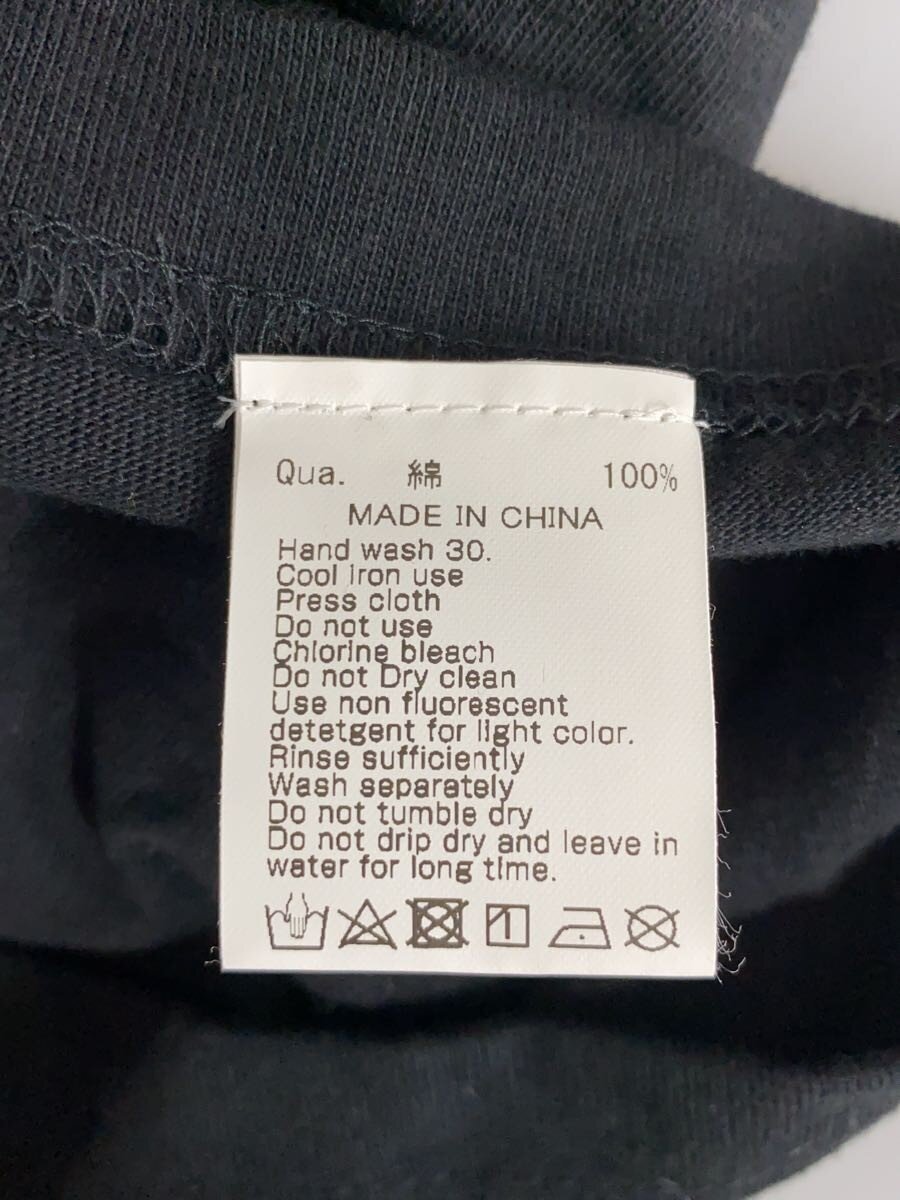 Qua. 綿 100%
MADE IN CHINA
Hand wash 30.
Cool iron use
Press cloth
Do not use
Chlorine bleach
Do not Dry clean
Use non fluorescent
detetgent for light color.
Rinse sufficiently
Wash separately
Do not tumble dry
Do not drip dry and leave in
water for long time.